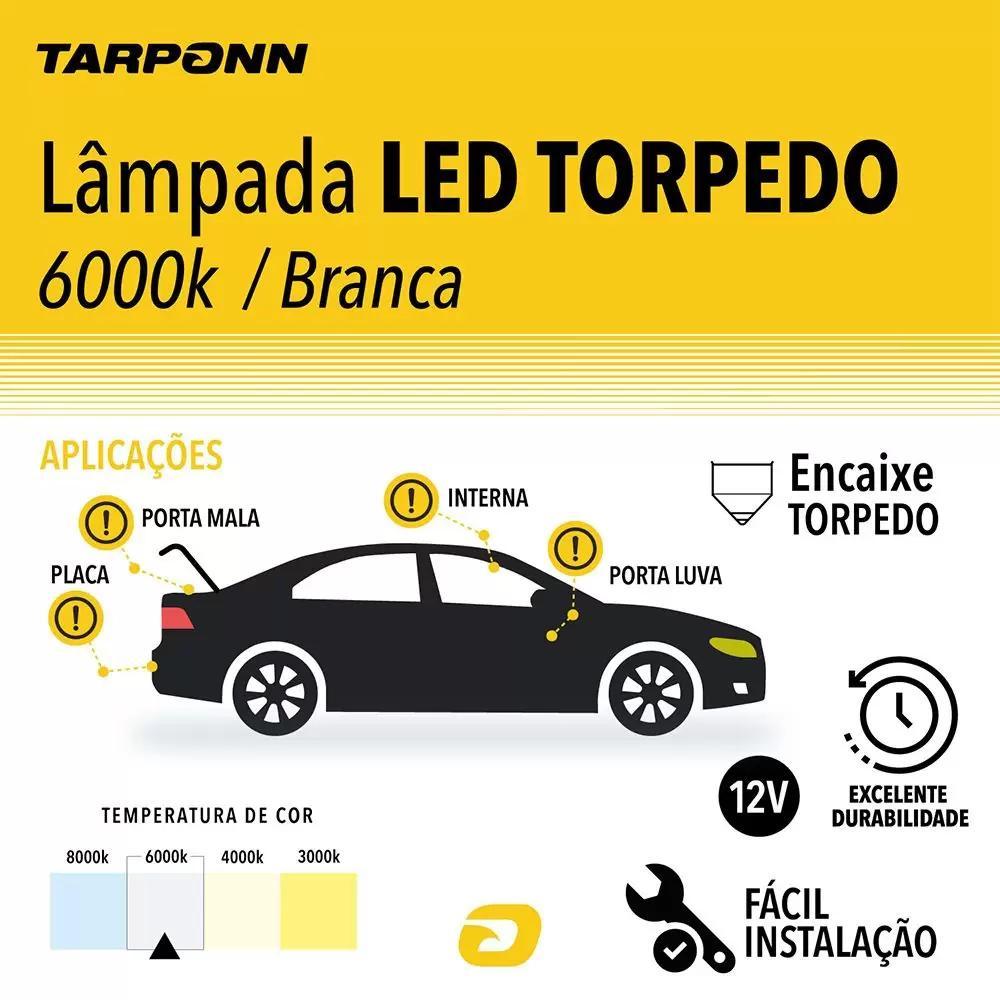 TARPONN
Lâmpada LED TORPEDO
6000k / Branca
APLICAÇÕES
PORTA MALA
INTERNA
PLACA
PORTA LUVA
Encaixe
TORPEDO
12V
EXCELENTE
DURABILIDADE
TEMPERATURA DE COR
8000k 6000k 4000k 3000k
FÁCIL
INSTALAÇÃO